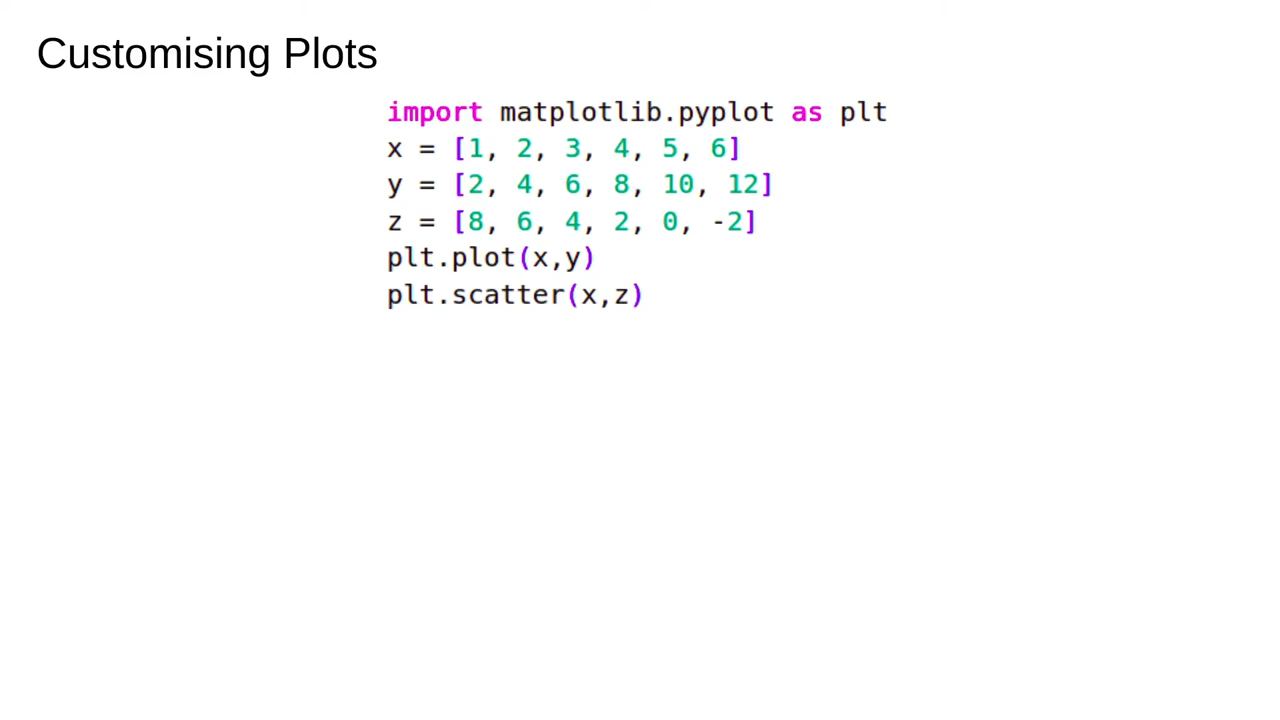 Customising Plots
import matplotlib.pyplot as plt
x = [1, 2, 3, 4, 5, 6]
y = [2, 4, 6, 8, 10, 12]
z = [8, 6, 4, 2, 0, -2]
plt.plot(x,y)
plt.scatter(x,z)